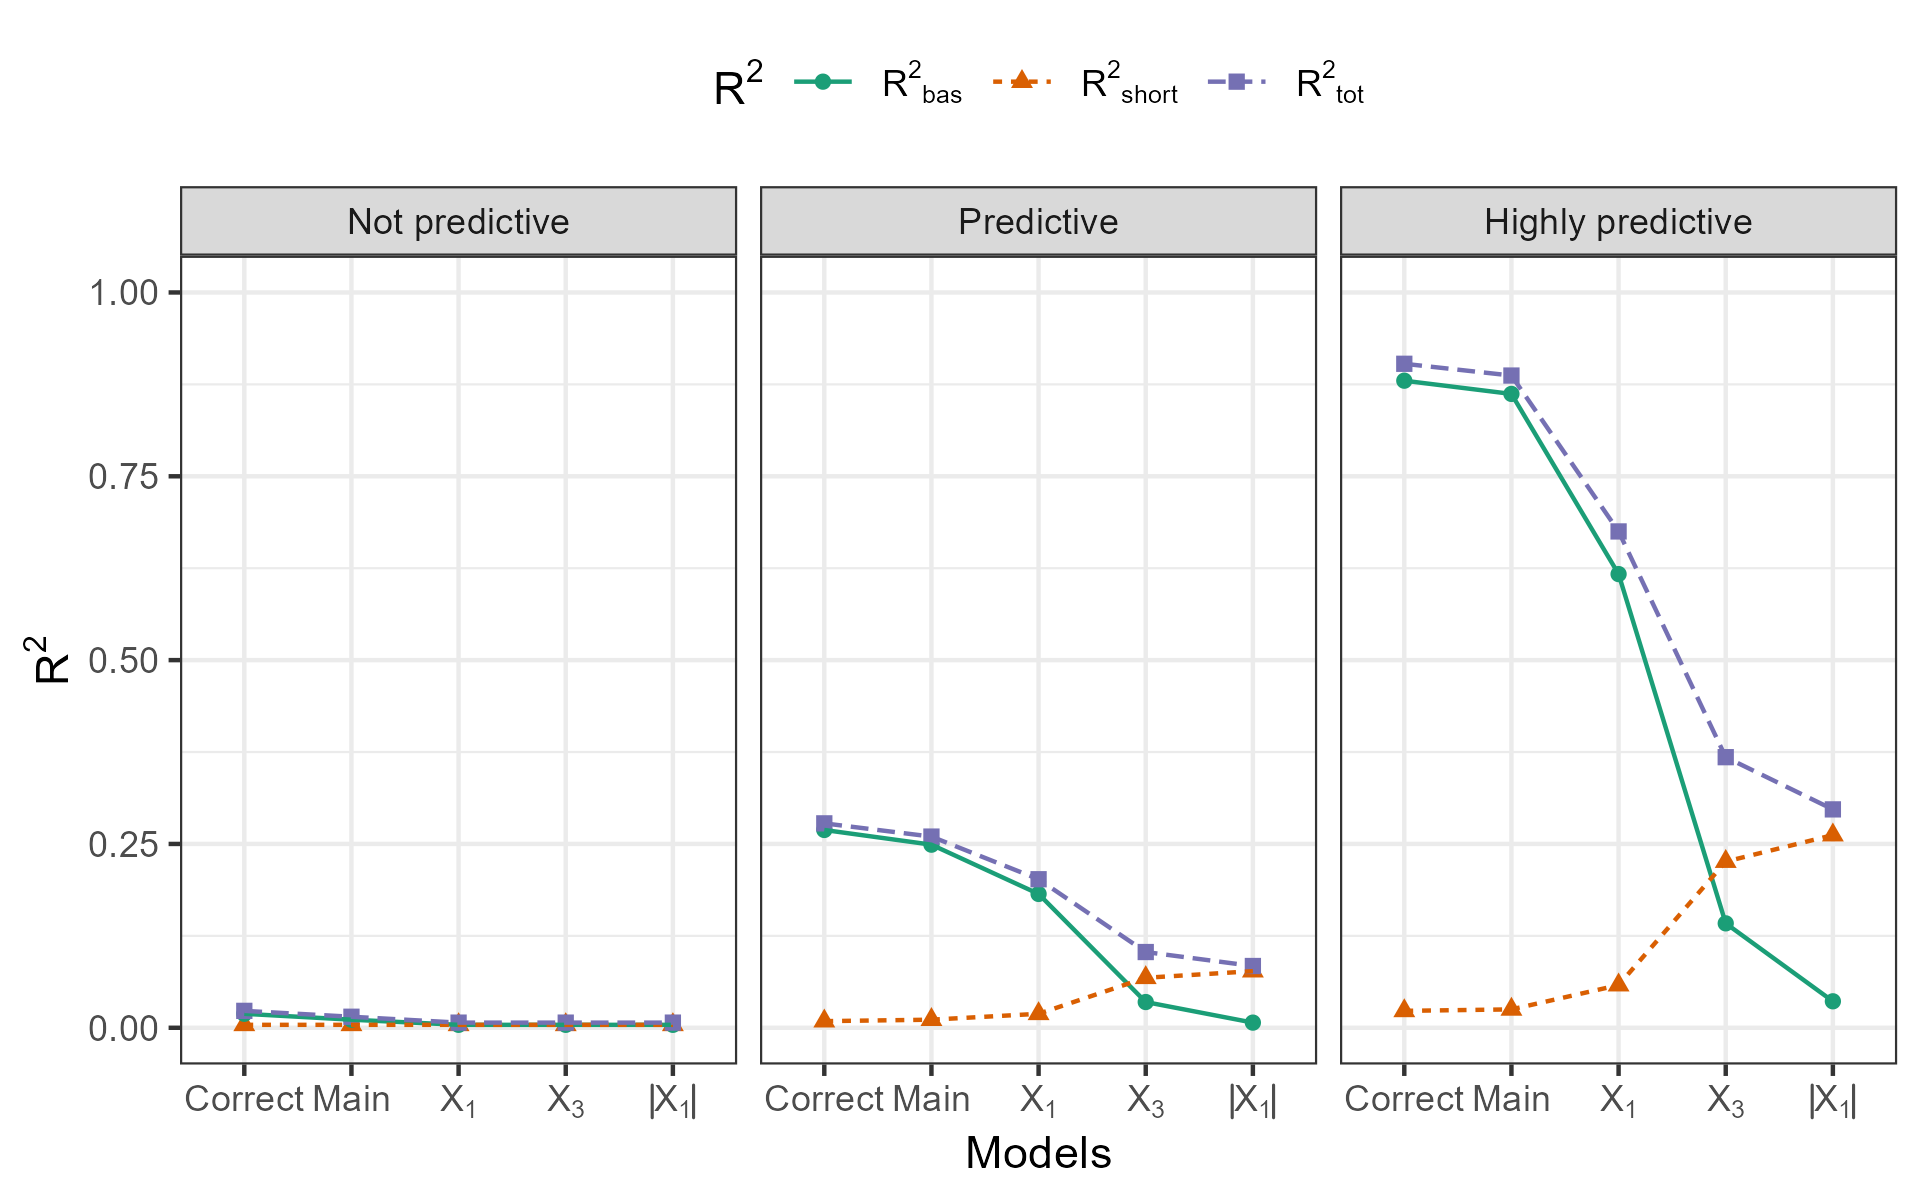 R² R²bas R²short R²tot
Not predictive Predictive Highly predictive
1.00
0.75
0.50
0.25
0.00
R²
Correct Main X₁ X₃ |X₁| Correct Main X₁ X₃ |X₁| Correct Main X₁ X₃ |X₁|
Models